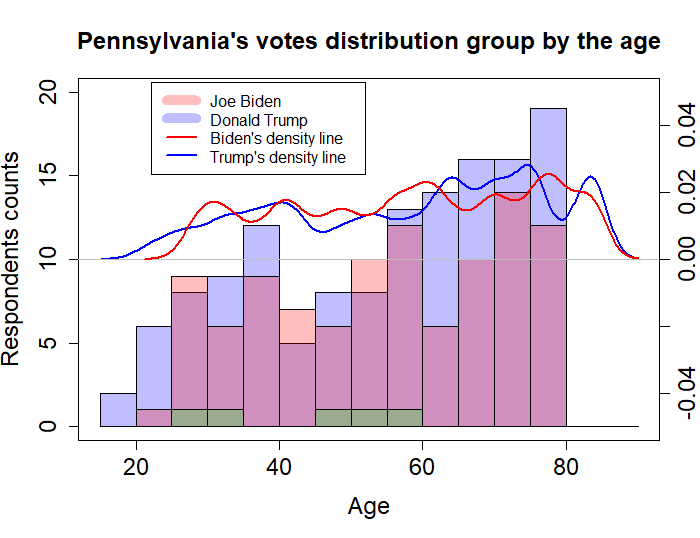 Pennsylvania's votes distribution group by the age
Joe Biden
Donald Trump
Biden's density line
Trump's density line
Respondents counts
20
15
10
5
0
0.04
0.02
0.00
-0.04
20 40 60 80
Age